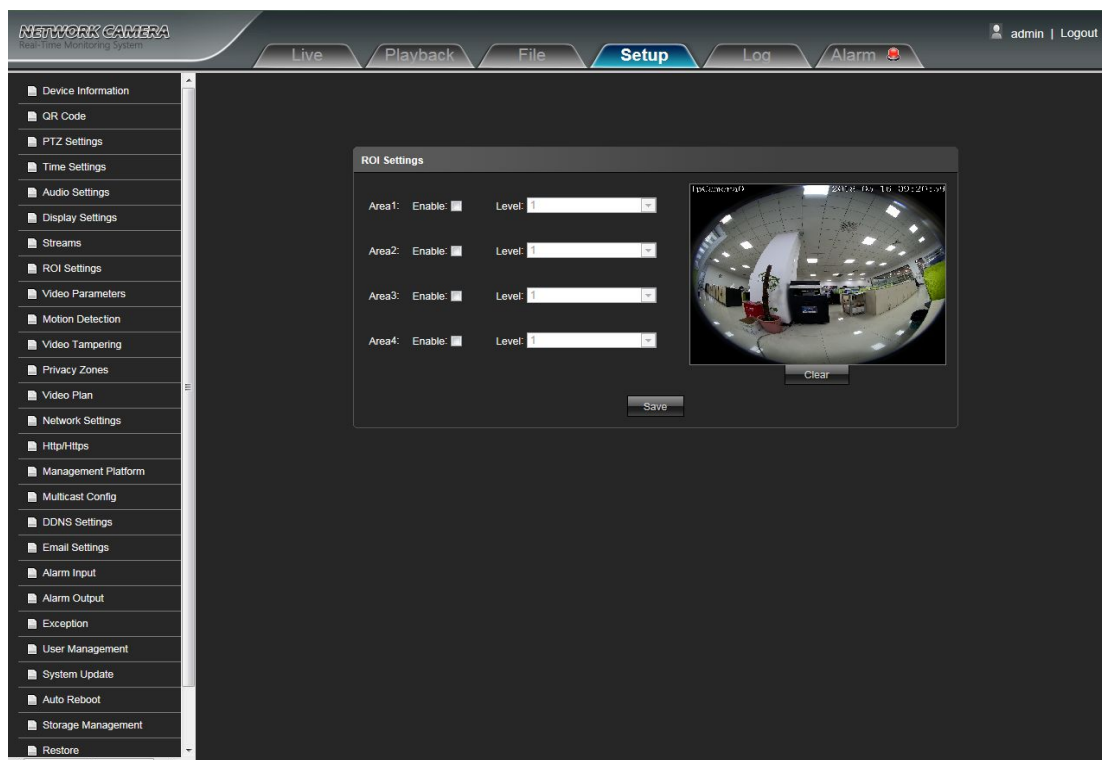 NETWORK CAMERA
Real-Time Monitoring System
admin | Logout
Live
Playback
File
Setup
Log
Alarm
Device Information
QR Code
PTZ Settings
Time Settings
Audio Settings
Display Settings
Streams
ROI Settings
Video Parameters
Motion Detection
Video Tampering
Privacy Zones
Video Plan
Network Settings
Http/Https
Management Platform
Multicast Config
DDNS Settings
Email Settings
Alarm Input
Alarm Output
Exception
User Management
System Update
Auto Reboot
Storage Management
Restore
ROI Settings
Area1: Enable: Level: 1
Area2: Enable: Level: 1
Area3: Enable: Level: 1
Area4: Enable: Level: 1
IpCamera0
Clear
Save